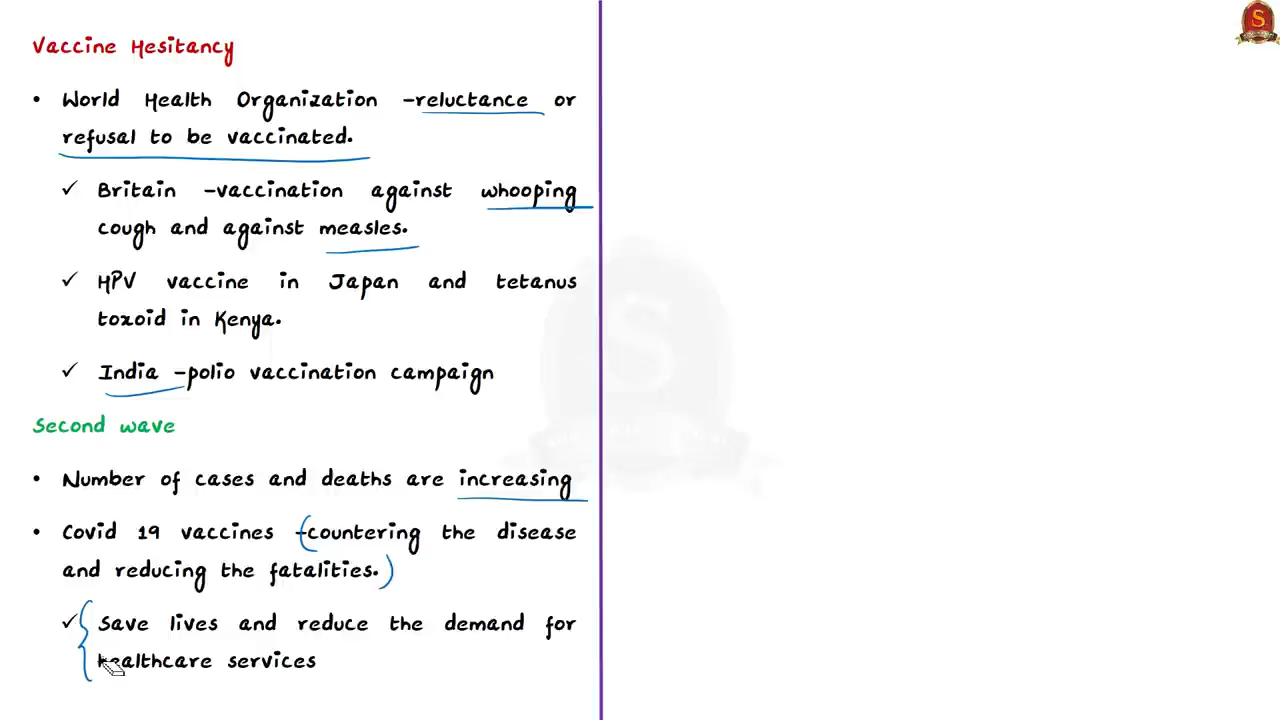 Vaccine Hesitancy
• World Health Organization -reluctance or
refusal to be vaccinated.
✓ Britain -vaccination against whooping
cough and against measles.
✓ HPV vaccine in Japan and tetanus
toxoid in Kenya.
✓ India -polio vaccination campaign
Second wave
• Number of cases and deaths are increasing
• Covid 19 vaccines -countering the disease
and reducing the fatalities.
✓ Save lives and reduce the demand for
healthcare services
S